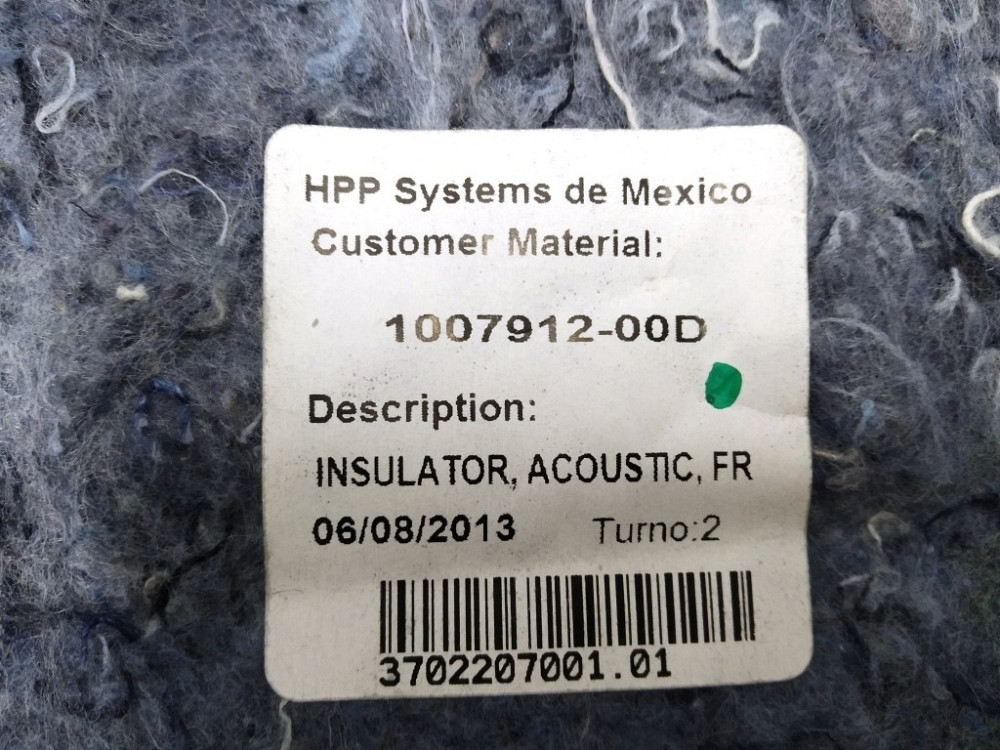 HPP Systems de Mexico
Customer Material:
1007912-00D
Description:
INSULATOR, ACOUSTIC, FR
06/08/2013 Turno:2
3702207001.01